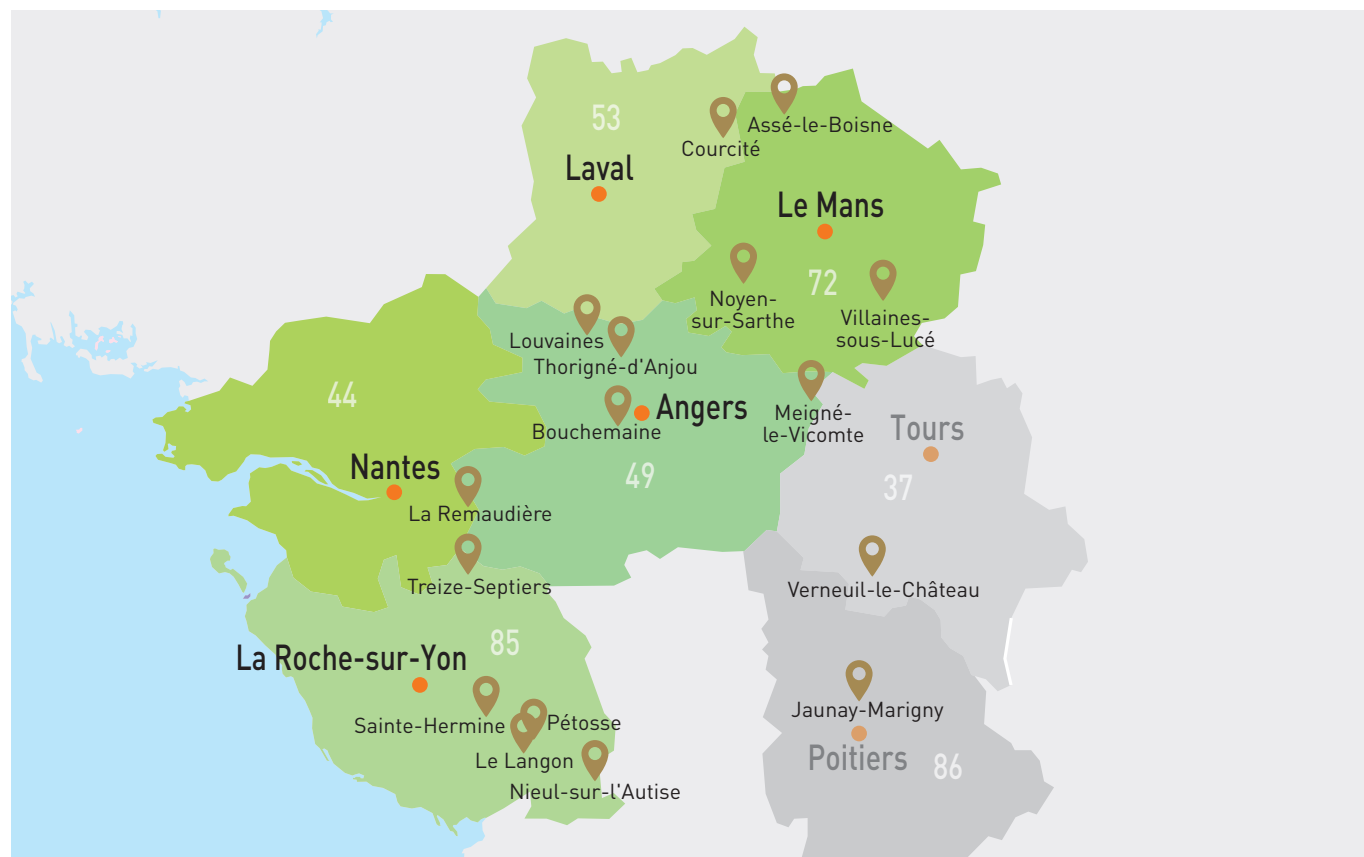 53
Assé-le-Boisne
Courcité
Laval
Le Mans
72
Noyen-
sur-Sarthe
Villaines-
sous-Lucé
Louvaines
Thorigné-d'Anjou
44
Angers
Bouchemaine
Meigné-
le-Vicomte
Tours
Nantes
49
37
La Remaudière
Treize-Septiers
Verneuil-le-Château
85
La Roche-sur-Yon
Sainte-Hermine
Pétosse
Jaunay-Marigny
Le Langon
Poitiers
86
Nieul-sur-l'Autise